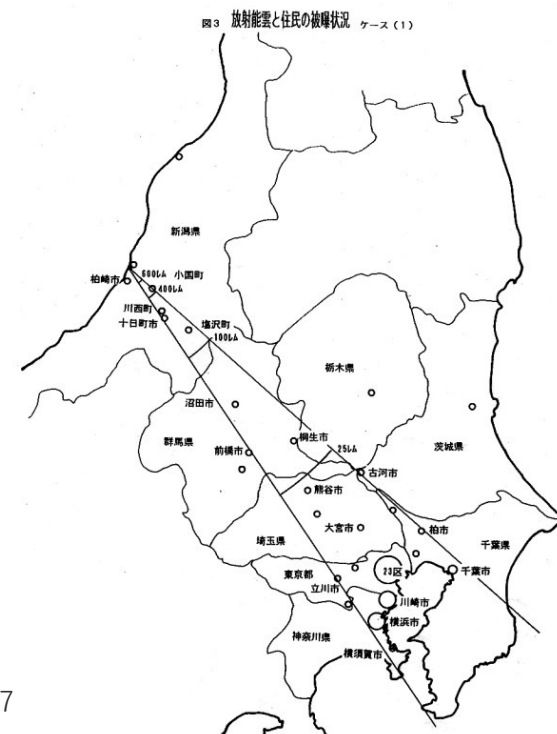 図3 放射能雲と住民の被曝状況 ケース(1)
新潟県
600レム
小国町
柏崎市
400レム
川西町
十日町市
塩沢町
100レム
栃木県
沼田市
群馬県
前橋市
桐生市
25レム
古河市
茨城県
熊谷市
大宮市
柏市
埼玉県
千葉県
東京都
23区
千葉市
立川市
川崎市
横浜市
神奈川県
横須賀市
7